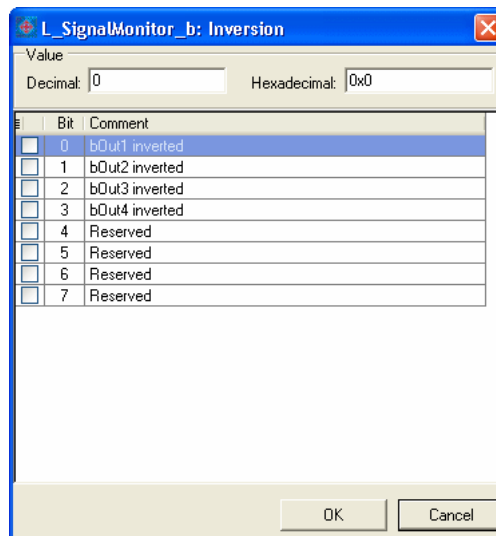 L_SignalMonitor_b: Inversion
Value
Decimal: 0 Hexadecimal: 0x0
Bit Comment
0 bOut1 inverted
1 bOut2 inverted
2 bOut3 inverted
3 bOut4 inverted
4 Reserved
5 Reserved
6 Reserved
7 Reserved
OK Cancel